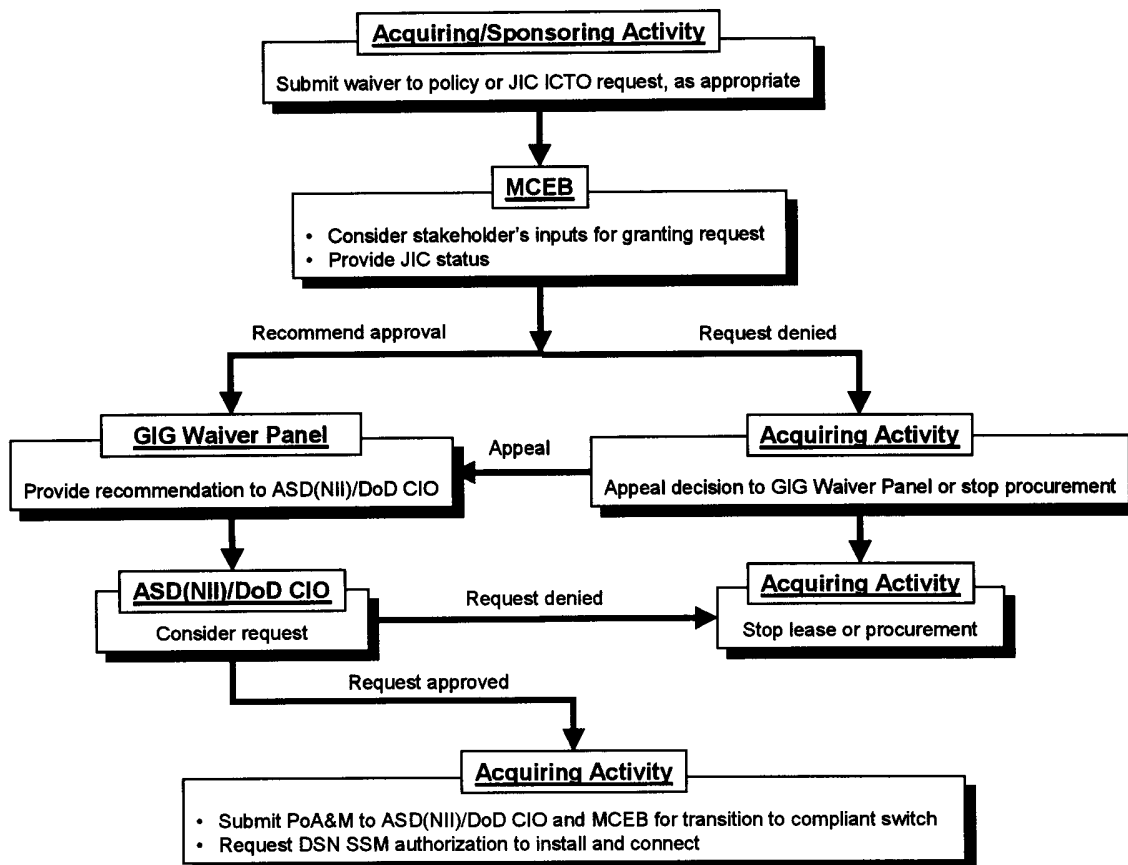 Acquiring/Sponsoring Activity
Submit waiver to policy or JIC ICTO request, as appropriate
MCEB
• Consider stakeholder's inputs for granting request
• Provide JIC status
Recommend approval
Request denied
GIG Waiver Panel
Provide recommendation to ASD(NII)/DoD CIO
Appeal
Acquiring Activity
Appeal decision to GIG Waiver Panel or stop procurement
ASD(NII)/DoD CIO
Consider request
Request denied
Acquiring Activity
Stop lease or procurement
Request approved
Acquiring Activity
• Submit PoA&M to ASD(NII)/DoD CIO and MCEB for transition to compliant switch
• Request DSN SSM authorization to install and connect